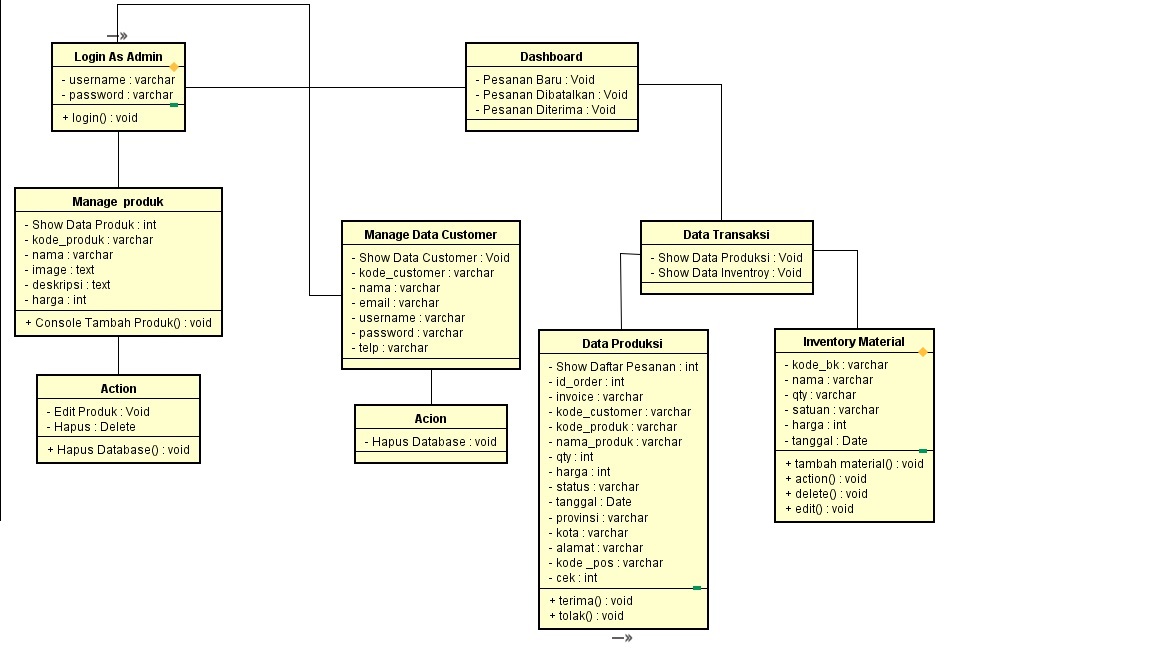 Login As Admin
- username : varchar
- password : varchar
+ login() : void
Dashboard
- Pesanan Baru : Void
- Pesanan Dibatalkan : Void
- Pesanan Diterima : Void
Manage produk
- Show Data Produk : int
- kode_produk : varchar
- nama : varchar
- image : text
- deskripsi : text
- harga : int
+ Console Tambah Produk() : void
Manage Data Customer
- Show Data Customer : Void
- kode_customer : varchar
- nama : varchar
- email : varchar
- username : varchar
- password : varchar
- telp : varchar
Data Transaksi
- Show Data Produksi : Void
- Show Data Inventroy : Void
Action
- Edit Produk : Void
- Hapus : Delete
+ Hapus Database() : void
Acion
- Hapus Database : void
Data Produksi
- Show Daftar Pesanan : int
- id_order : int
- invoice : varchar
- kode_customer : varchar
- kode_produk : varchar
- nama_produk : varchar
- qty : int
- harga : int
- status : varchar
- tanggal : Date
- provinsi : varchar
- kota : varchar
- alamat : varchar
- kode _pos : varchar
- cek : int
+ terima() : void
+ tolak() : void
Inventory Material
- kode_bk : varchar
- nama : varchar
- qty : varchar
- satuan : varchar
- harga : int
- tanggal : Date
+ tambah material() : void
+ action() : void
+ delete() : void
+ edit() : void